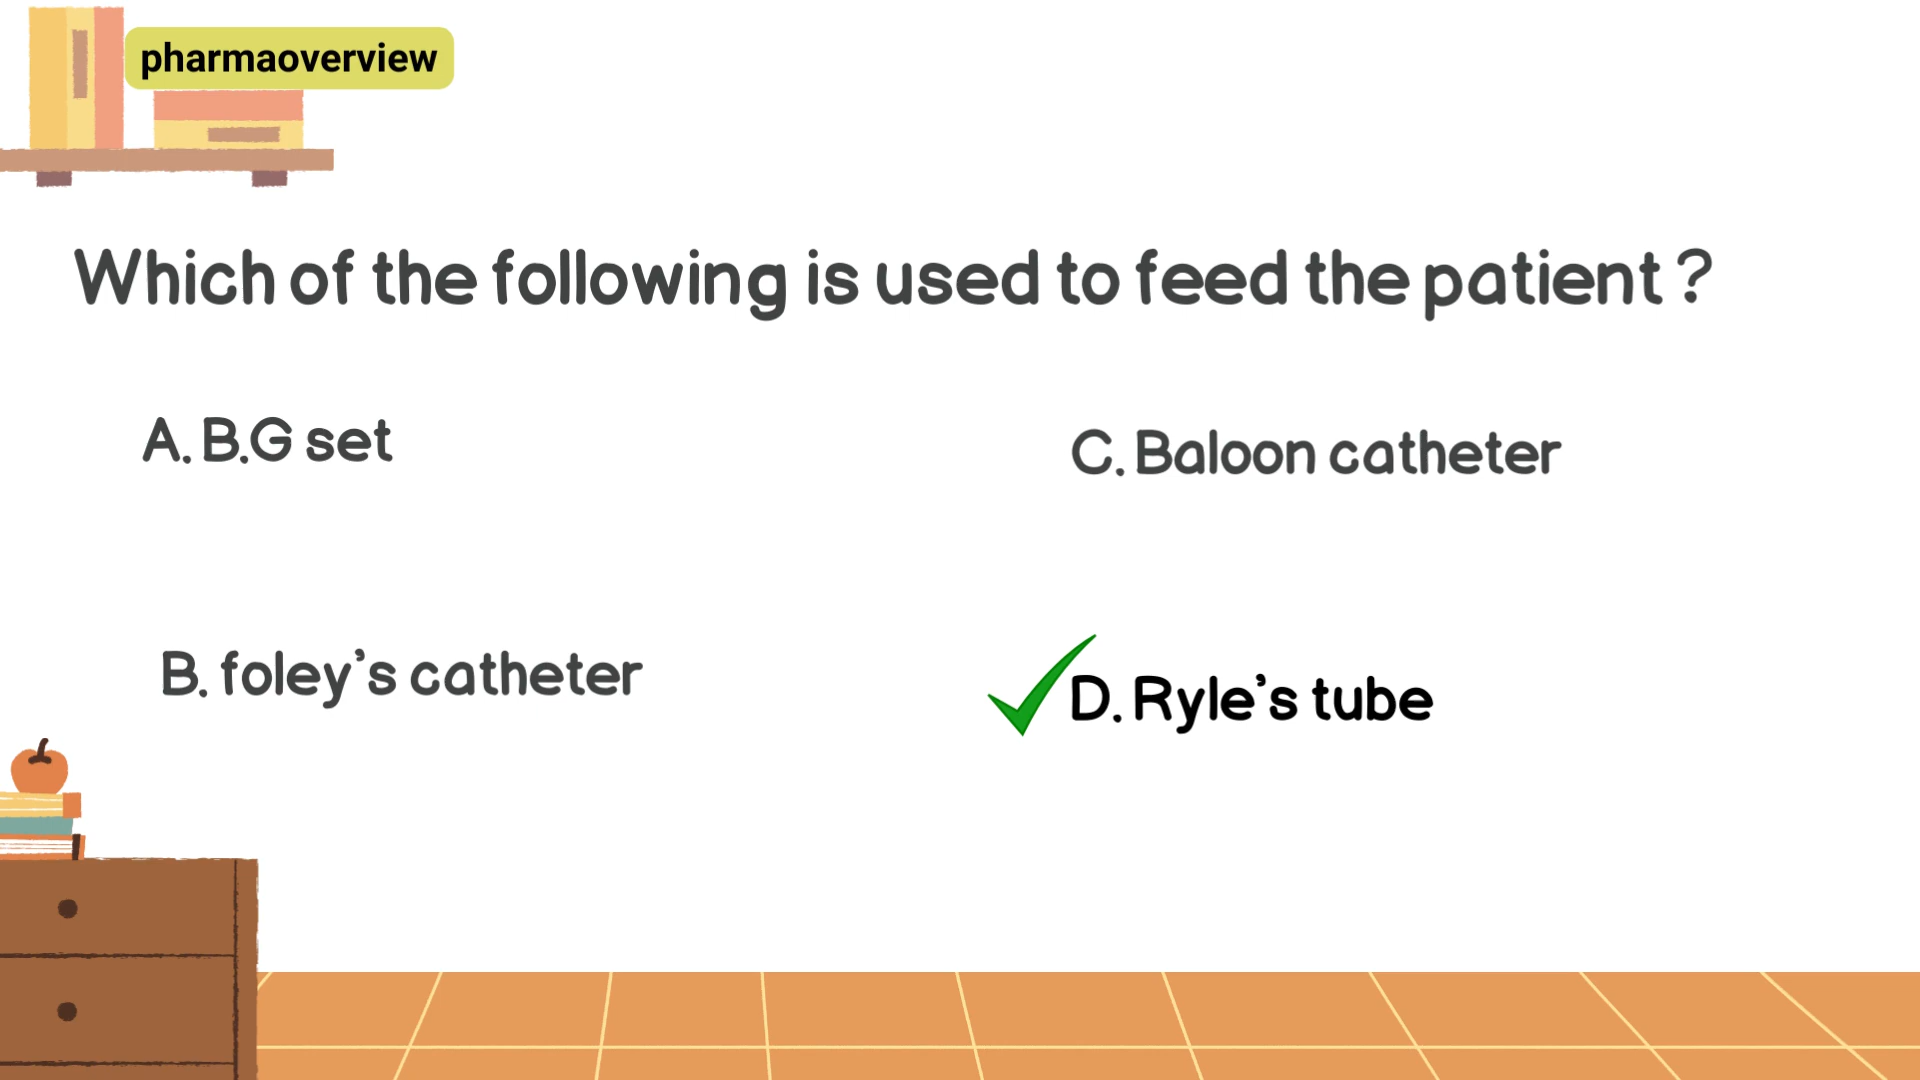 pharmaoverview
Which of the following is used to feed the patient ?
A. B.G set
C. Baloon catheter
B. foley's catheter
D. Ryle's tube